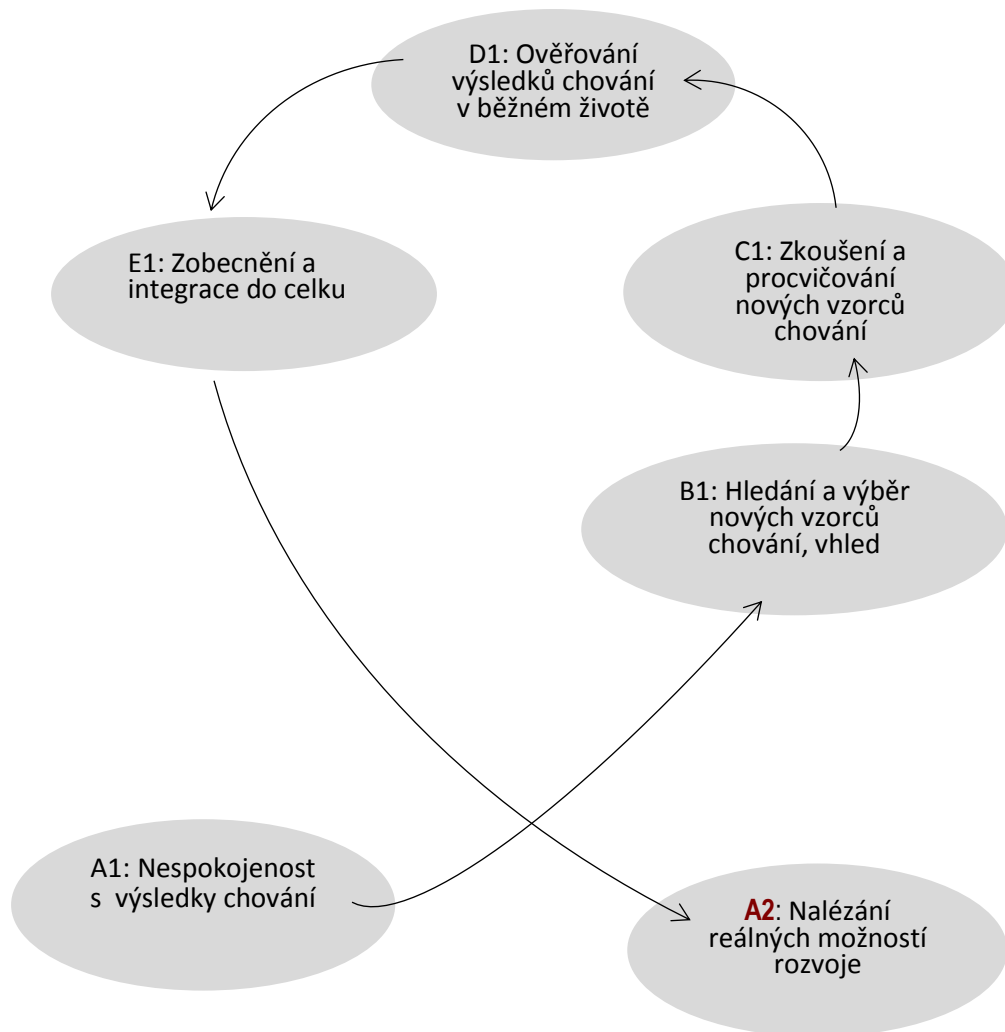 D1: Ověřování
výsledků chování
v běžném životě
E1: Zobecnění a
integrace do celku
C1: Zkoušení a
procvičování
nových vzorců
chování
B1: Hledání a výběr
nových vzorců
chování, vhled
A1: Nespokojenost
s výsledky chování
A2: Nalézání
reálných možností
rozvoje